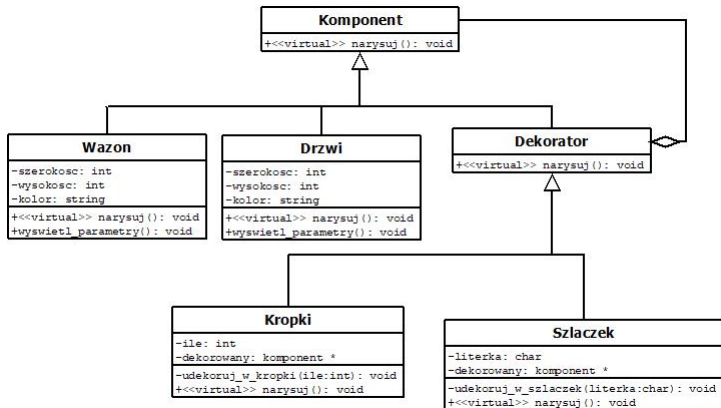 Komponent
+<<virtual>> narysuj(): void
Wazon
-szerokosc: int
-wysokosc: int
-kolor: string
+<<virtual>> narysuj(): void
+wyswietl_parametry(): void
Drzwi
-szerokosc: int
-wysokosc: int
-kolor: string
+<<virtual>> narysuj(): void
+wyswietl_parametry(): void
Dekorator
+<<virtual>> narysuj(): void
Kropki
-ile: int
-dekorowany: komponent *
-udekoruj_w_kropki(ile:int): void
+<<virtual>> narysuj(): void
Szlaczek
-literka: char
-dekorowany: komponent *
-udekoruj_w_szlaczek(literka:char): void
+<<virtual>> narysuj(): void